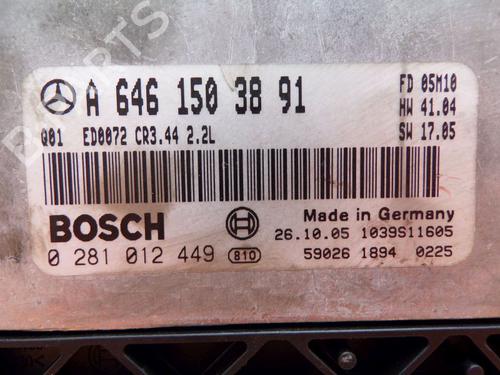 A 646 150 38 91
FD 05M10
HW 41.04
SW 17.05
Q01 ED0072 CR3.44 2.2L
BOSCH
Made in Germany
26.10.05 1039S11605
0 281 012 449
810
59026 1894 0225